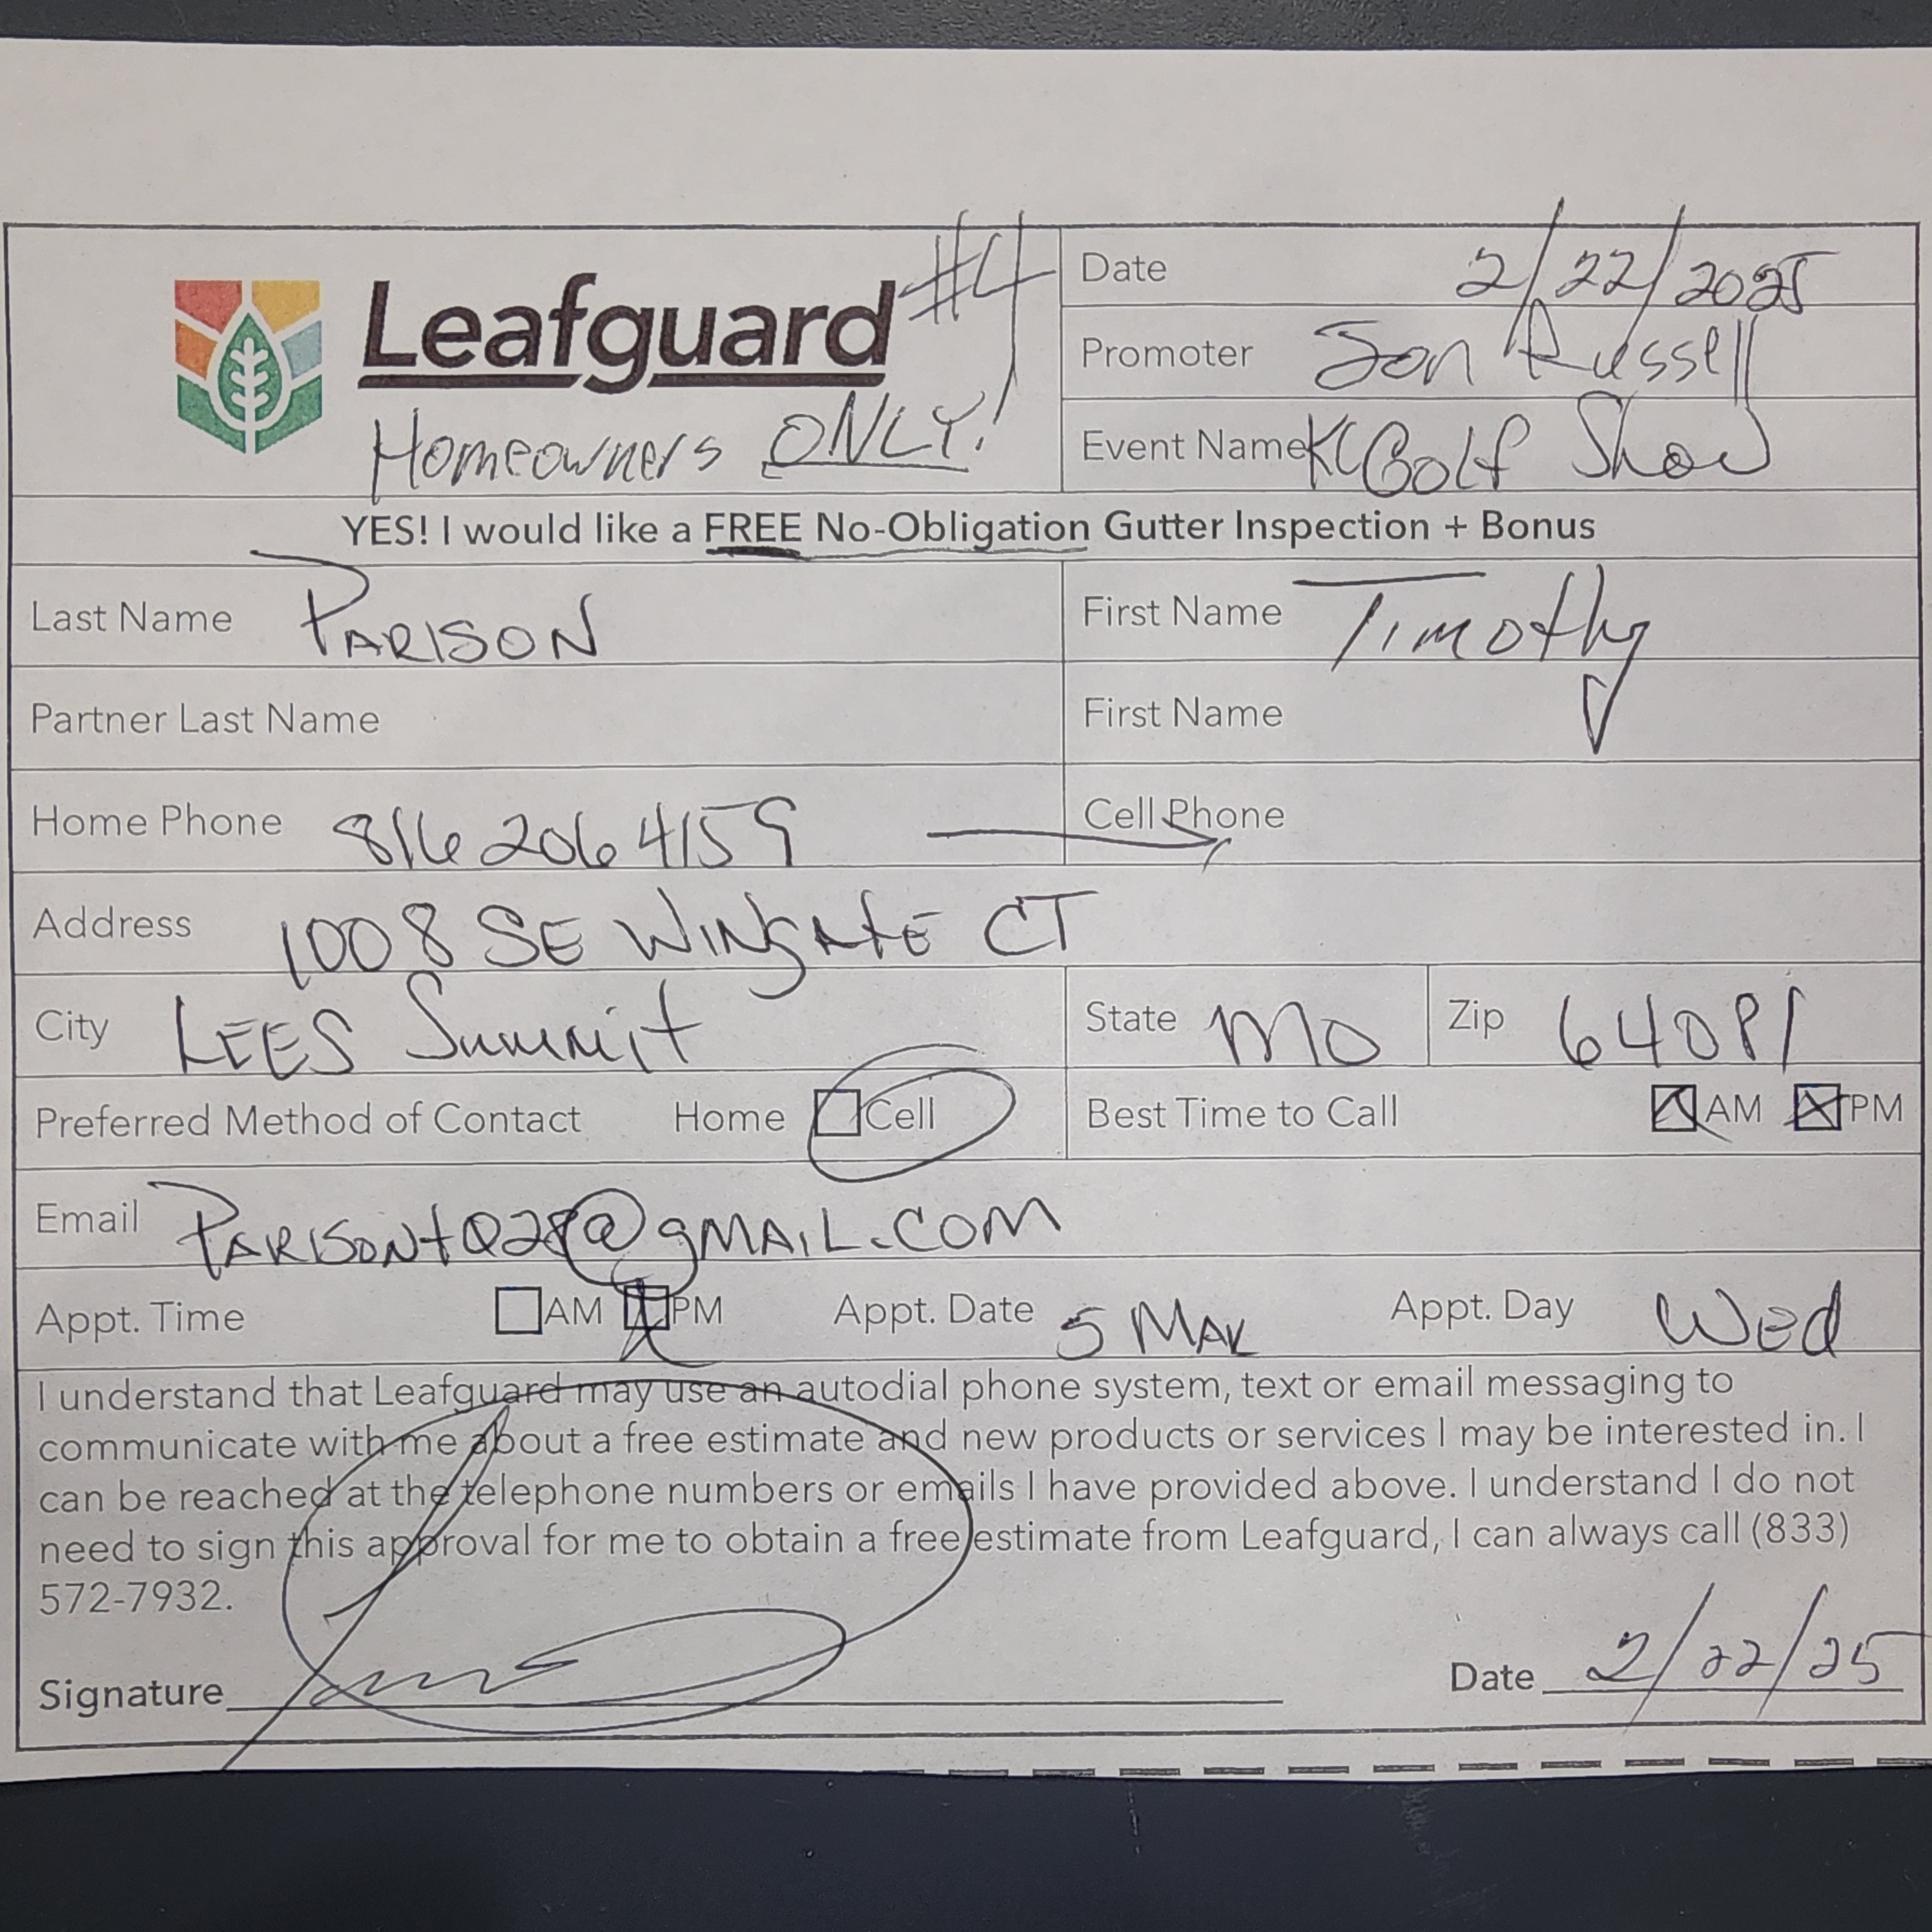 Leafguard #4
Homeowners ONLY!
Date 2/22/2025
Promoter Jon Russell
Event Name KC Golf Show
YES! I would like a FREE No-Obligation Gutter Inspection + Bonus
Last Name PARISON
First Name Timothy
Partner Last Name
First Name
Home Phone 816 206 4159
Cell Phone
Address 1008 SE WINgAtE CT
City LEES Summit
State MO
Zip 64081
Preferred Method of Contact Home Cell
Best Time to Call AM PM
Email @gMAIL.COM
Appt. Time AM PM Appt. Date 5 MAR Appt. Day Wed
I understand that Leafguard may use an autodial phone system, text or email messaging to
communicate with me about a free estimate and new products or services I may be interested in. I
can be reached at the telephone numbers or emails I have provided above. I understand I do not
need to sign this approval for me to obtain a free estimate from Leafguard, I can always call (833)
572-7932.
Signature
Date 2/22/25